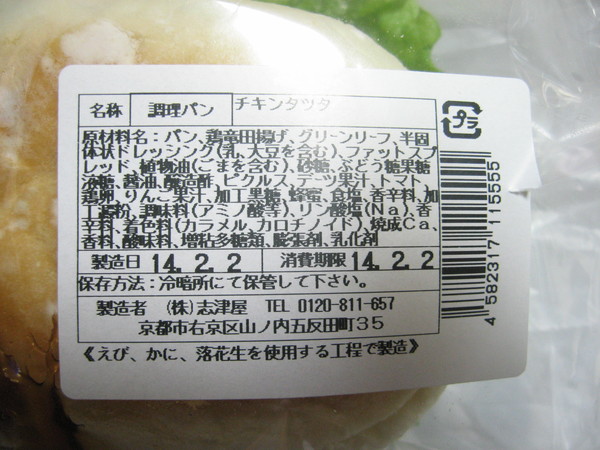 名称 調理パン チキンタツタ
プラ
原材料名：パン、鶏竜田揚げ、グリーンリーフ、半固
体状ドレッシング(乳、大豆を含む)、ファットスプ
レッド、植物油(ごまを含む)、砂糖、ぶどう糖果糖
液糖、醤油、醸造酢、ピクルス、デーツ果汁、トマト、
鶏卵、りんご果汁、加工黒糖、蜂蜜、食塩、香辛料、加
工澱粉、調味料(アミノ酸等)、リン酸塩(Na)、香
辛料、着色料(カラメル、カロチノイド)、焼成Ca、
香料、酸味料、増粘多糖類、膨張剤、乳化剤
製造日 14.2.2 消費期限 14.2.2
保存方法：冷暗所にて保管して下さい。
製造者 (株)志津屋 TEL 0120-811-657
京都市右京区山ノ内五反田町35
《えび、かに、落花生を使用する工程で製造》
4 582317 115555